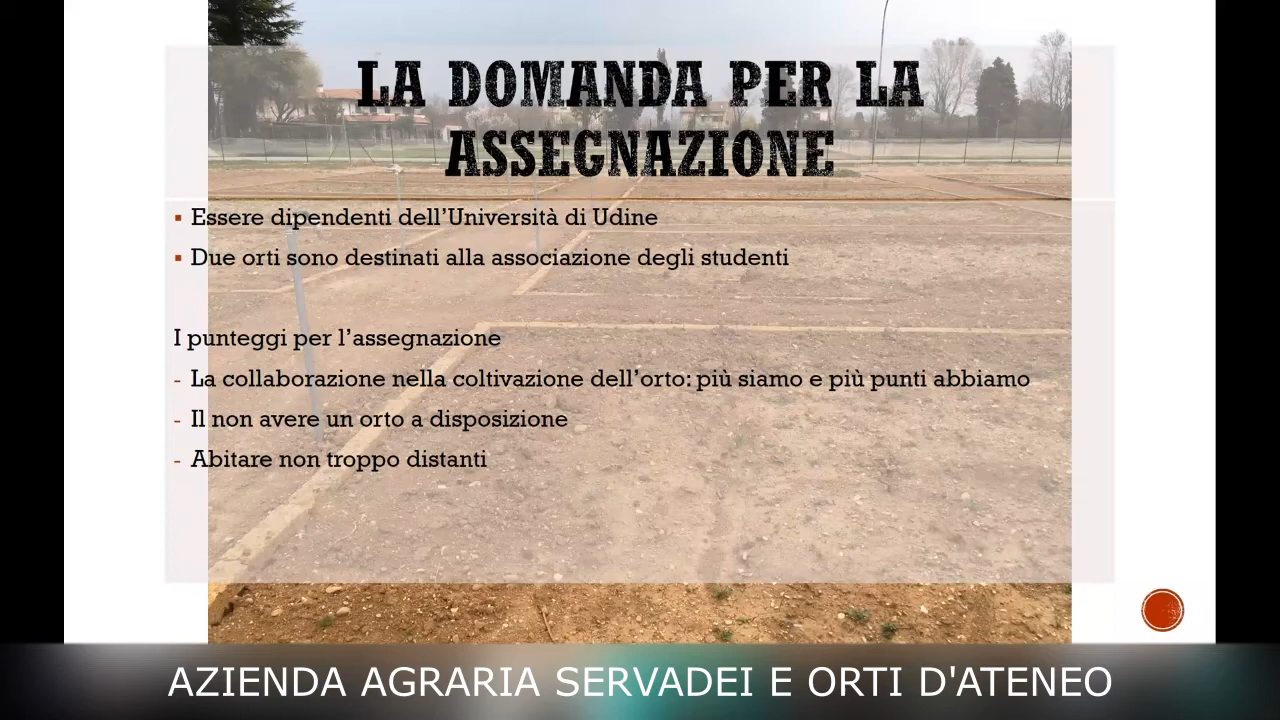 LA DOMANDA PER LA
ASSEGNAZIONE
▪ Essere dipendenti dell’Università di Udine
▪ Due orti sono destinati alla associazione degli studenti
I punteggi per l’assegnazione
- La collaborazione nella coltivazione dell’orto: più siamo e più punti abbiamo
- Il non avere un orto a disposizione
- Abitare non troppo distanti
AZIENDA AGRARIA SERVADEI E ORTI D'ATENEO